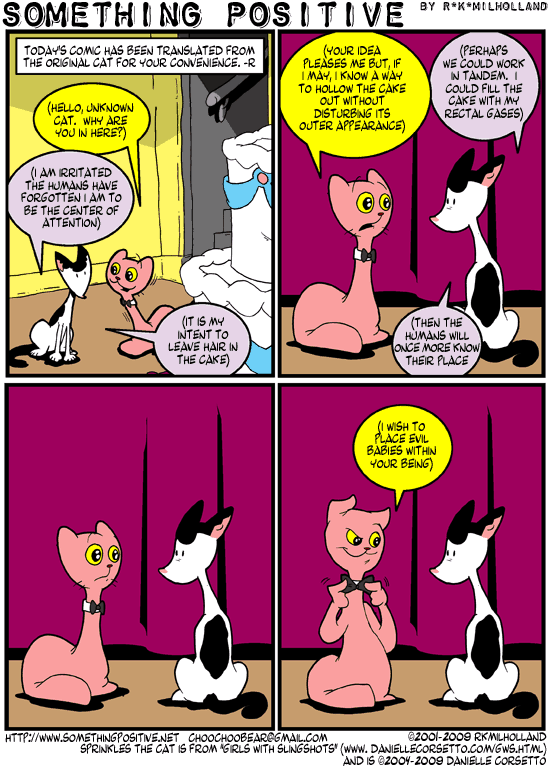 SOMETHING POSITIVE BY R*K*MILHOLLAND
TODAY'S COMIC HAS BEEN TRANSLATED FROM
THE ORIGINAL CAT FOR YOUR CONVENIENCE. -R
(HELLO, UNKNOWN
CAT. WHY ARE
YOU IN HERE?)
(I AM IRRITATED
THE HUMANS HAVE
FORGOTTEN I AM TO
BE THE CENTER OF
ATTENTION)
(IT IS MY
INTENT TO
LEAVE HAIR IN
THE CAKE)
(YOUR IDEA
PLEASES ME BUT, IF
I MAY, I KNOW A WAY
TO HOLLOW THE CAKE
OUT WITHOUT
DISTURBING ITS
OUTER APPEARANCE)
(PERHAPS
WE COULD WORK
IN TANDEM. I
COULD FILL THE
CAKE WITH MY
RECTAL GASES)
(THEN THE
HUMANS WILL
ONCE MORE KNOW
THEIR PLACE
(I WISH TO
PLACE EVIL
BABIES WITHIN
YOUR BEING)
HTTP://WWW.SOMETHINGPOSITIVE.NET CHOOCHOOBEAR@GMAIL.COM ©2001-2009 RKMILHOLLAND
SPRINKLES THE CAT IS FROM "GIRLS WITH SLINGSHOTS" (WWW. DANIELLECORSETTO.COM/GWS.HTML)
AND IS ©2004-2009 DANIELLE CORSETTO